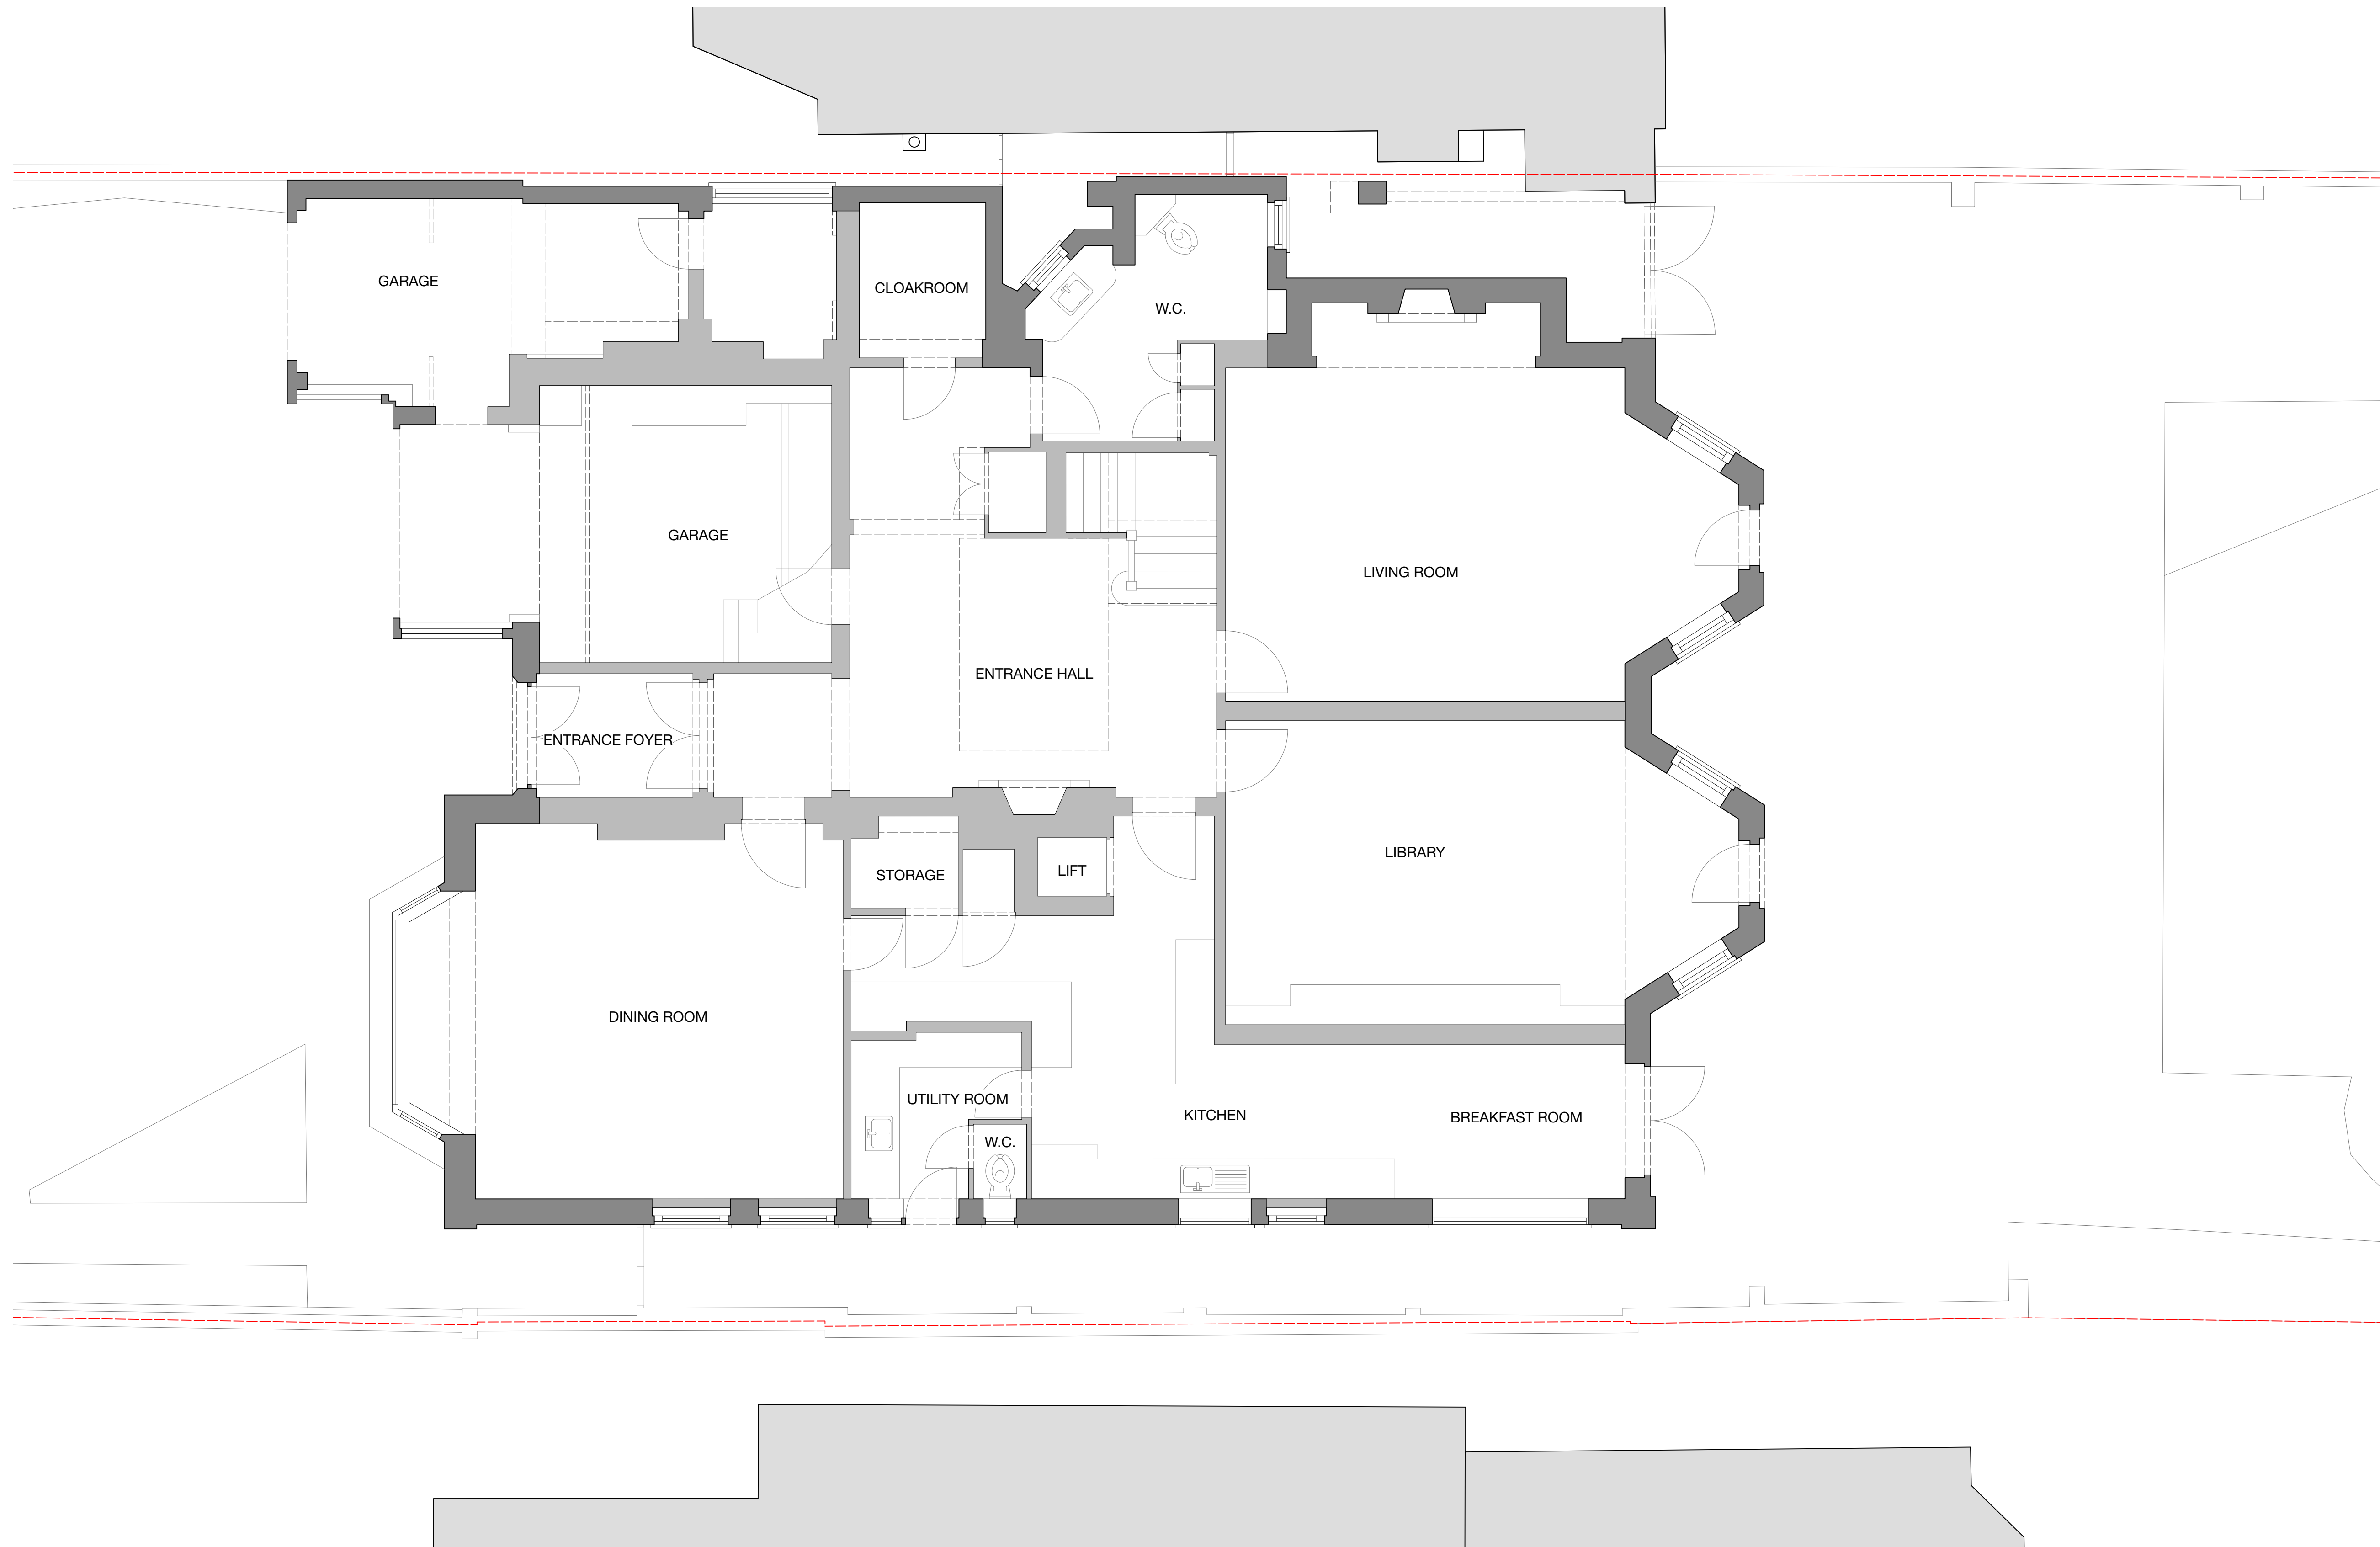 GARAGE
CLOAKROOM
W.C.
GARAGE
LIVING ROOM
ENTRANCE HALL
ENTRANCE FOYER
LIBRARY
STORAGE
LIFT
DINING ROOM
UTILITY ROOM
KITCHEN
BREAKFAST ROOM
W.C.